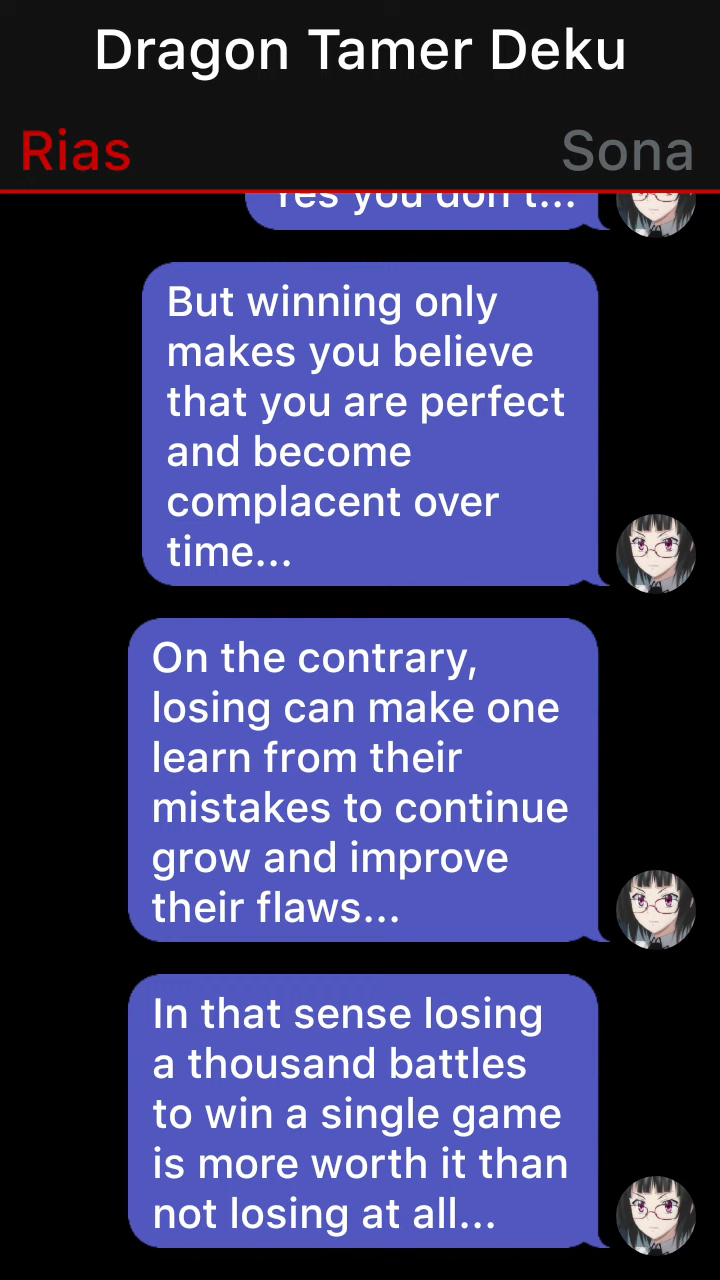 Dragon Tamer Deku
Rias
Sona
Yes you don't...
But winning only
makes you believe
that you are perfect
and become
complacent over
time...
On the contrary,
losing can make one
learn from their
mistakes to continue
grow and improve
their flaws...
In that sense losing
a thousand battles
to win a single game
is more worth it than
not losing at all...